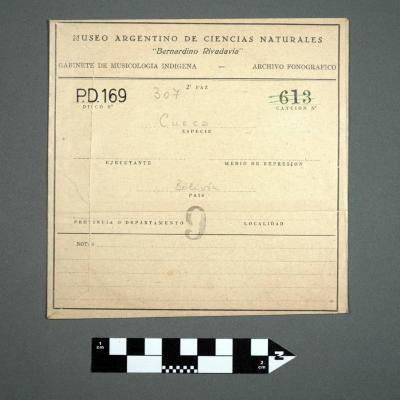 MUSEO ARGENTINO DE CIENCIAS NATURALES
"Bernardino Rivadavia"
GABINETE DE MUSICOLOGIA INDIGENA — ARCHIVO FONOGRAFICO
2ª FAZ
P.D.169 307 613
DISCO Nº CANCION Nº
Cueca
ESPECIE
EJECUTANTE MEDIO DE EXPRESION
Bolivia
PAIS
PROVINCIA O DEPARTAMENTO LOCALIDAD
9
NOTAS
1 cm
2 cm
N